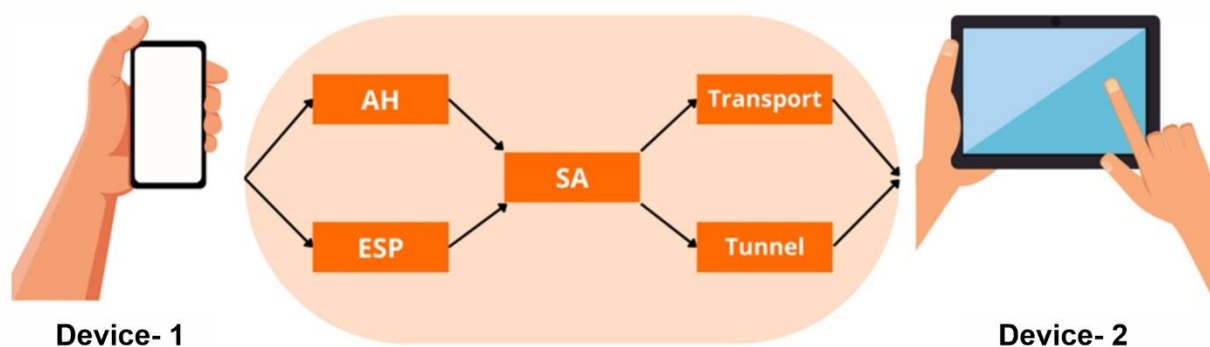 AH
Transport
SA
ESP
Tunnel
Device- 1
Device- 2